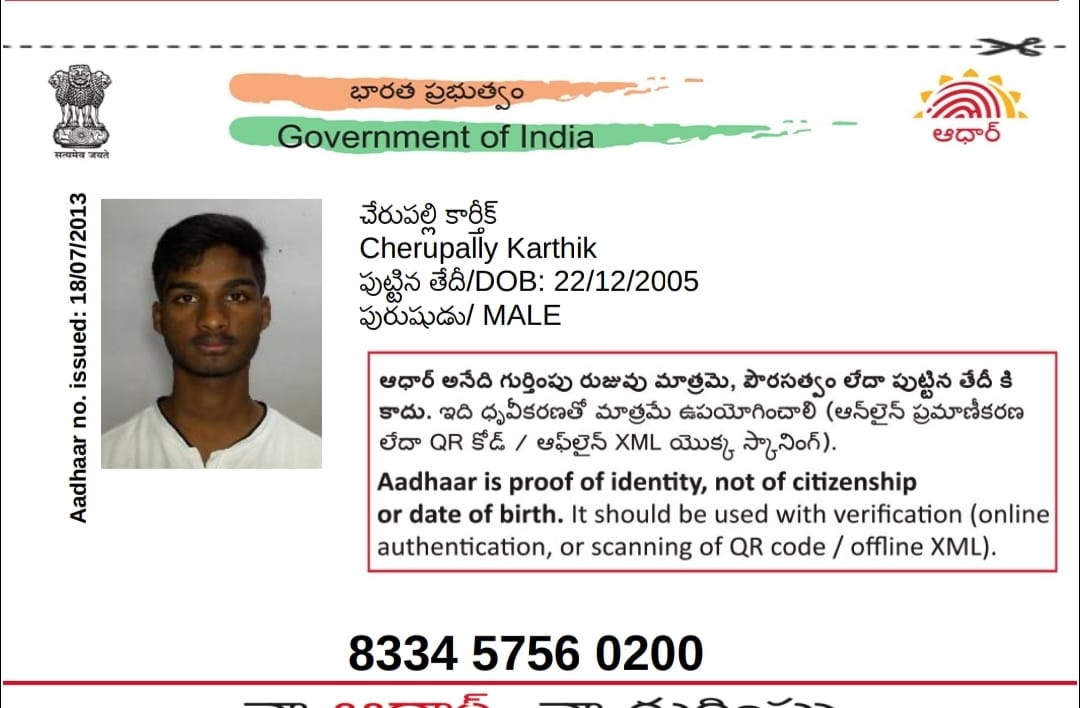 భారత ప్రభుత్వం
Government of India
सत्यमेव जयते
ఆధార్
Aadhaar no. issued: 18/07/2013
చేరుపల్లి కార్తీక్
Cherupally Karthik
పుట్టిన తేదీ/DOB: 22/12/2005
పురుషుడు/ MALE
ఆధార్ అనేది గుర్తింపు రుజువు మాత్రమె, పౌరసత్వం లేదా పుట్టిన తేదీ కి
కాదు. ఇది ధృవీకరణతో మాత్రమే ఉపయోగించాలి (ఆన్‌లైన్ ప్రమాణీకరణ
లేదా QR కోడ్ / ఆఫ్‌లైన్ XML యొక్క స్కానింగ్).
Aadhaar is proof of identity, not of citizenship
or date of birth. It should be used with verification (online
authentication, or scanning of QR code / offline XML).
8334 5756 0200